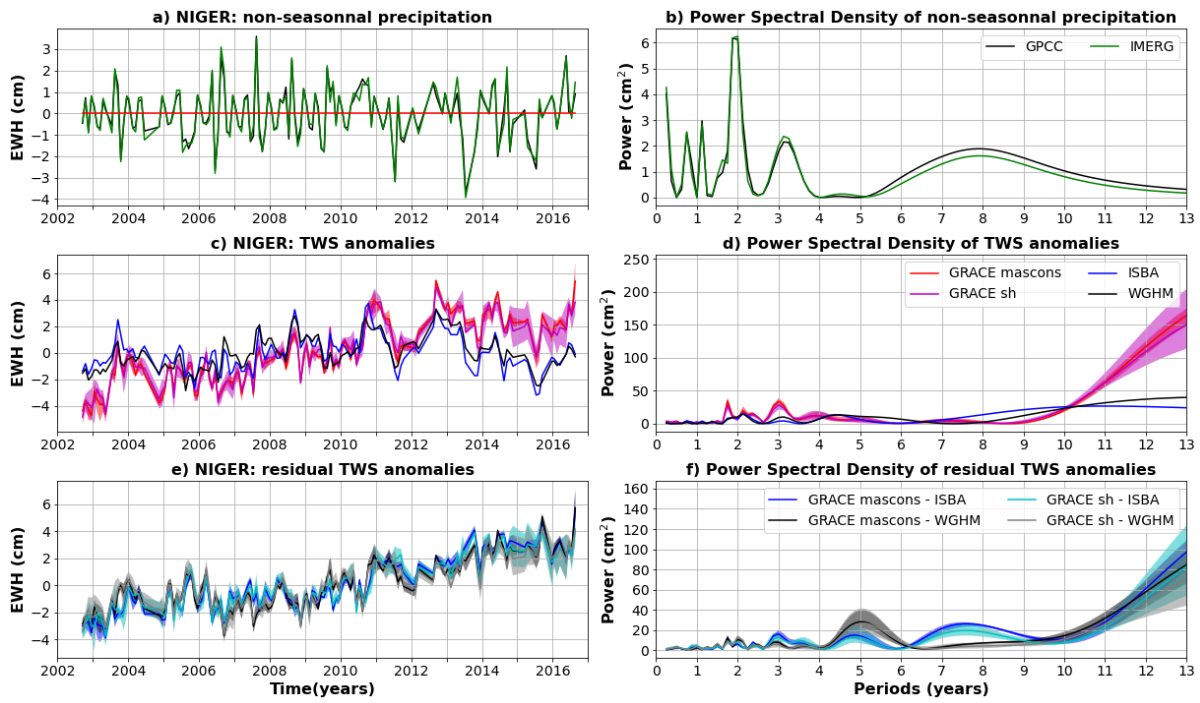 a) NIGER: non-seasonnal precipitation
EWH (cm)
3
2
1
0
−1
−2
−3
−4
2002 2004 2006 2008 2010 2012 2014 2016
b) Power Spectral Density of non-seasonnal precipitation
Power (cm²)
6
5
4
3
2
1
0
GPCC IMERG
0 1 2 3 4 5 6 7 8 9 10 11 12 13
c) NIGER: TWS anomalies
EWH (cm)
6
4
2
0
−2
−4
2002 2004 2006 2008 2010 2012 2014 2016
d) Power Spectral Density of TWS anomalies
Power (cm²)
250
200
150
100
50
0
GRACE mascons ISBA
GRACE sh WGHM
0 1 2 3 4 5 6 7 8 9 10 11 12 13
e) NIGER: residual TWS anomalies
EWH (cm)
6
4
2
0
−2
−4
2002 2004 2006 2008 2010 2012 2014 2016
Time(years)
f) Power Spectral Density of residual TWS anomalies
Power (cm²)
160
140
120
100
80
60
40
20
0
GRACE mascons - ISBA GRACE sh - ISBA
GRACE mascons - WGHM GRACE sh - WGHM
0 1 2 3 4 5 6 7 8 9 10 11 12 13
Periods (years)